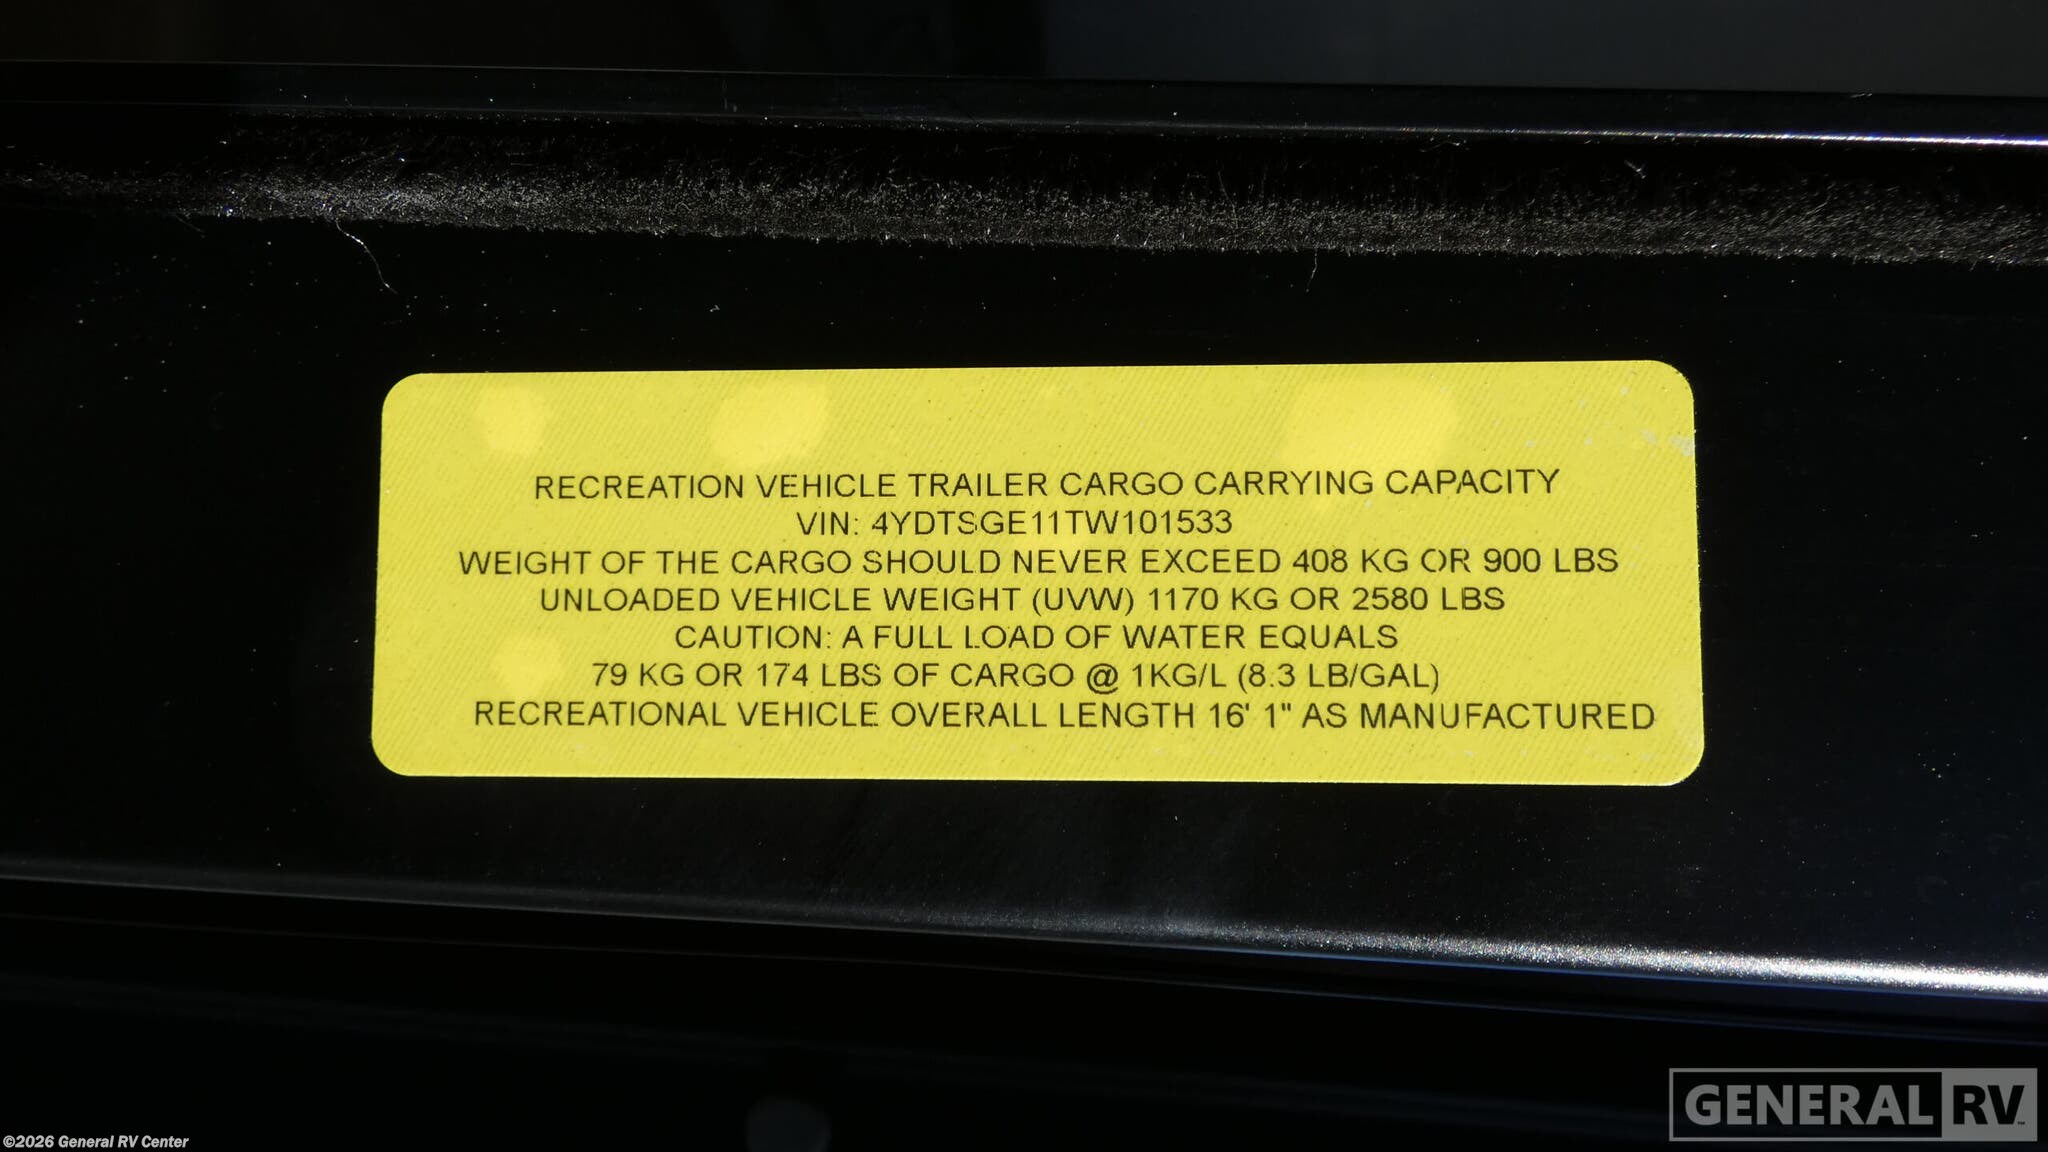 RECREATION VEHICLE TRAILER CARGO CARRYING CAPACITY
VIN: 4YDTSGE11TW101533
WEIGHT OF THE CARGO SHOULD NEVER EXCEED 408 KG OR 900 LBS
UNLOADED VEHICLE WEIGHT (UVW) 1170 KG OR 2580 LBS
CAUTION: A FULL LOAD OF WATER EQUALS
79 KG OR 174 LBS OF CARGO @ 1KG/L (8.3 LB/GAL)
RECREATIONAL VEHICLE OVERALL LENGTH 16' 1" AS MANUFACTURED
GENERAL RV
©2026 General RV Center